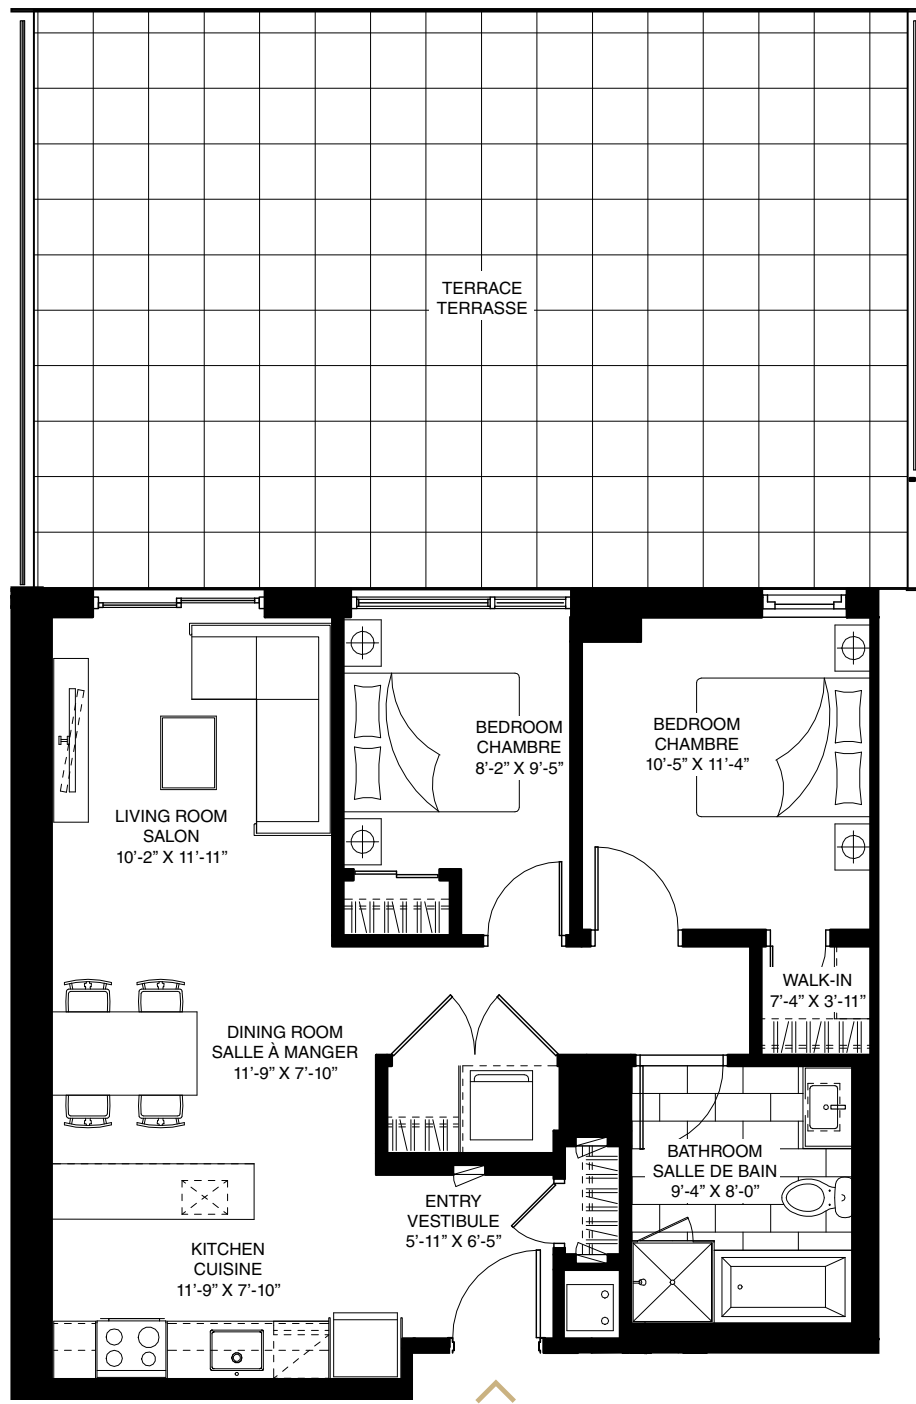 TERRACE
TERRASSE
BEDROOM
CHAMBRE
8'-2” X 9'-5”
BEDROOM
CHAMBRE
10'-5” X 11'-4”
LIVING ROOM
SALON
10'-2” X 11'-11”
WALK-IN
7'-4” X 3'-11”
DINING ROOM
SALLE À MANGER
11'-9” X 7'-10”
BATHROOM
SALLE DE BAIN
9'-4” X 8'-0”
ENTRY
VESTIBULE
5'-11” X 6'-5”
KITCHEN
CUISINE
11'-9” X 7'-10”